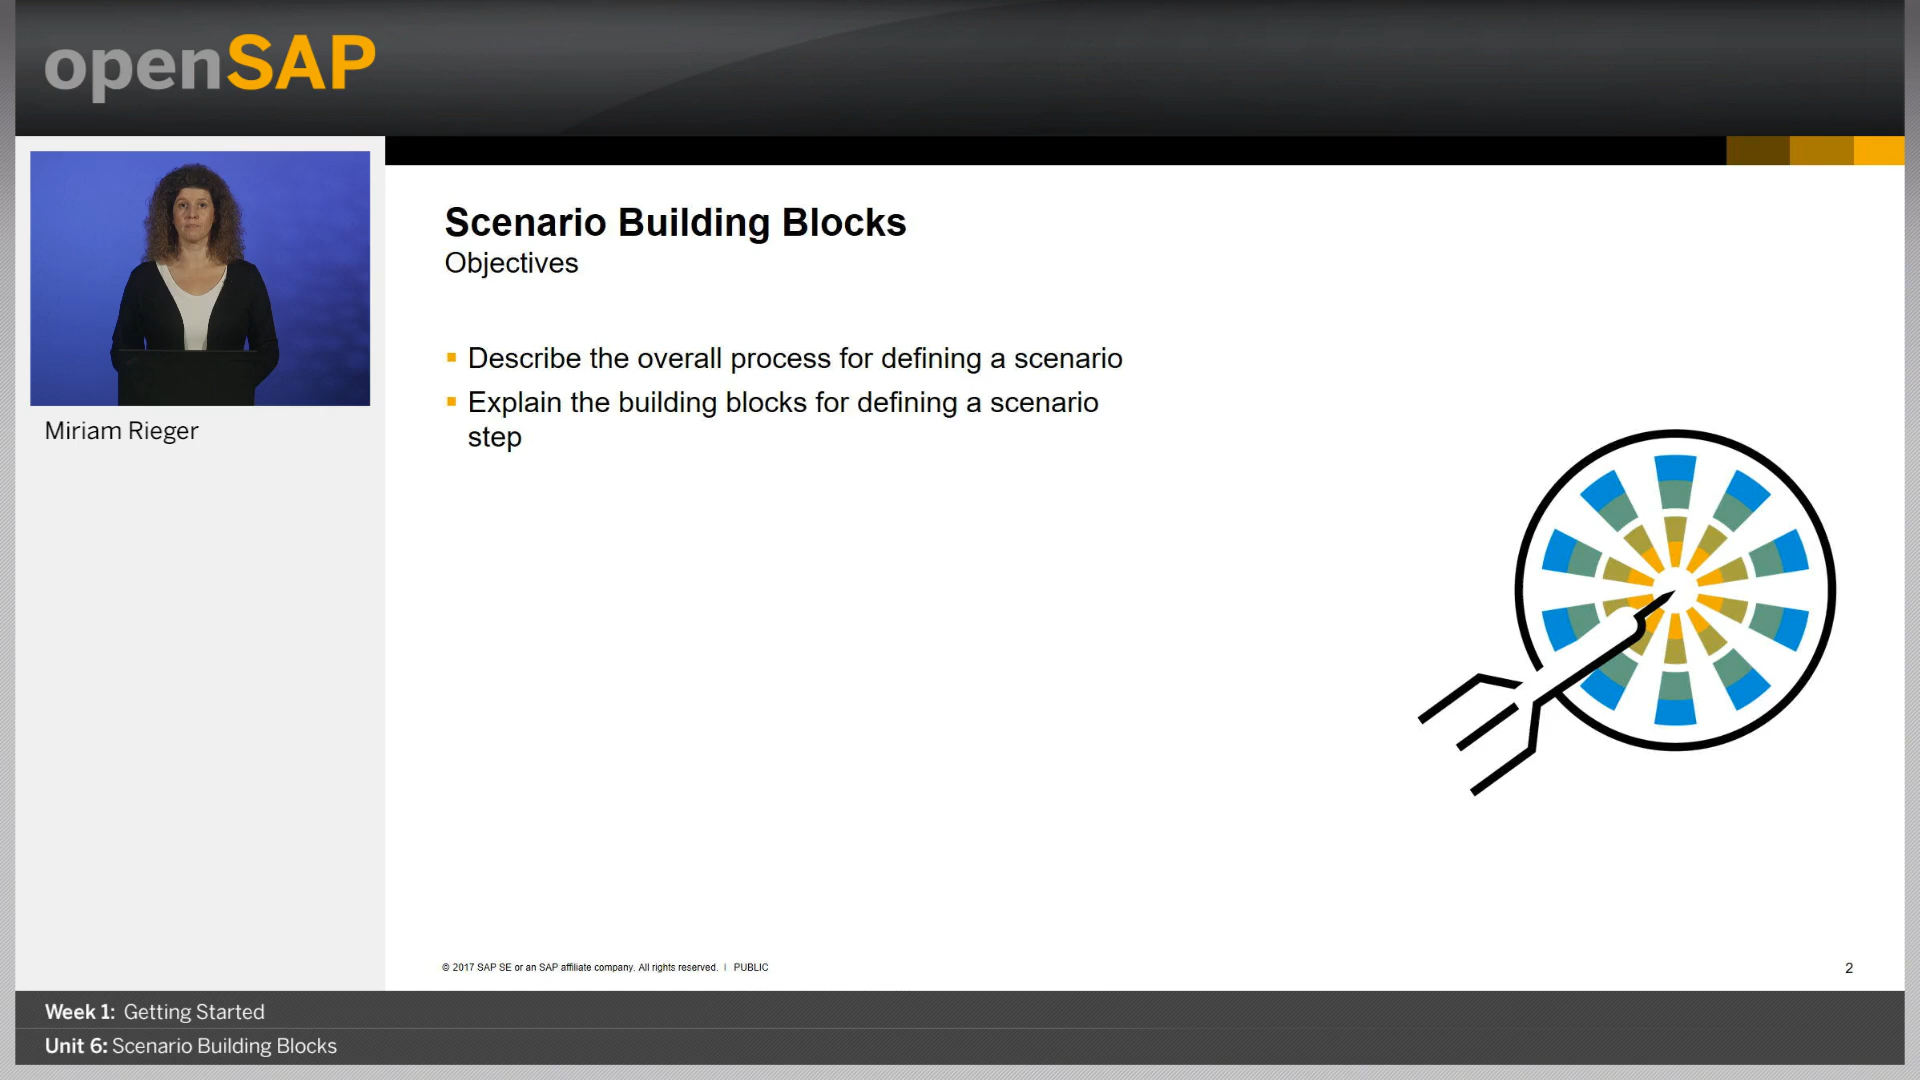 openSAP
Miriam Rieger
Scenario Building Blocks
Objectives
Describe the overall process for defining a scenario
Explain the building blocks for defining a scenario
step
© 2017 SAP SE or an SAP affiliate company. All rights reserved. | PUBLIC
2
Week 1: Getting Started
Unit 6: Scenario Building Blocks